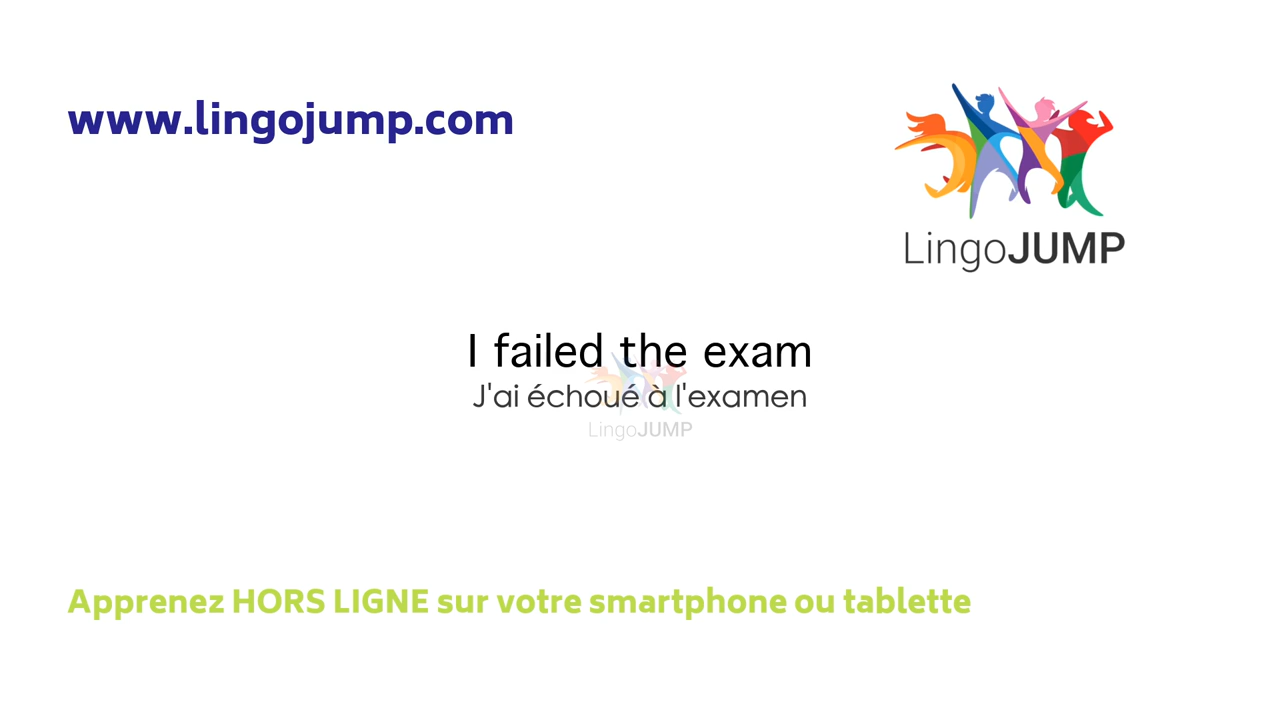 www.lingojump.com
LingoJUMP
I failed the exam
J'ai échoué à l'examen
LingoJUMP
Apprenez HORS LIGNE sur votre smartphone ou tablette